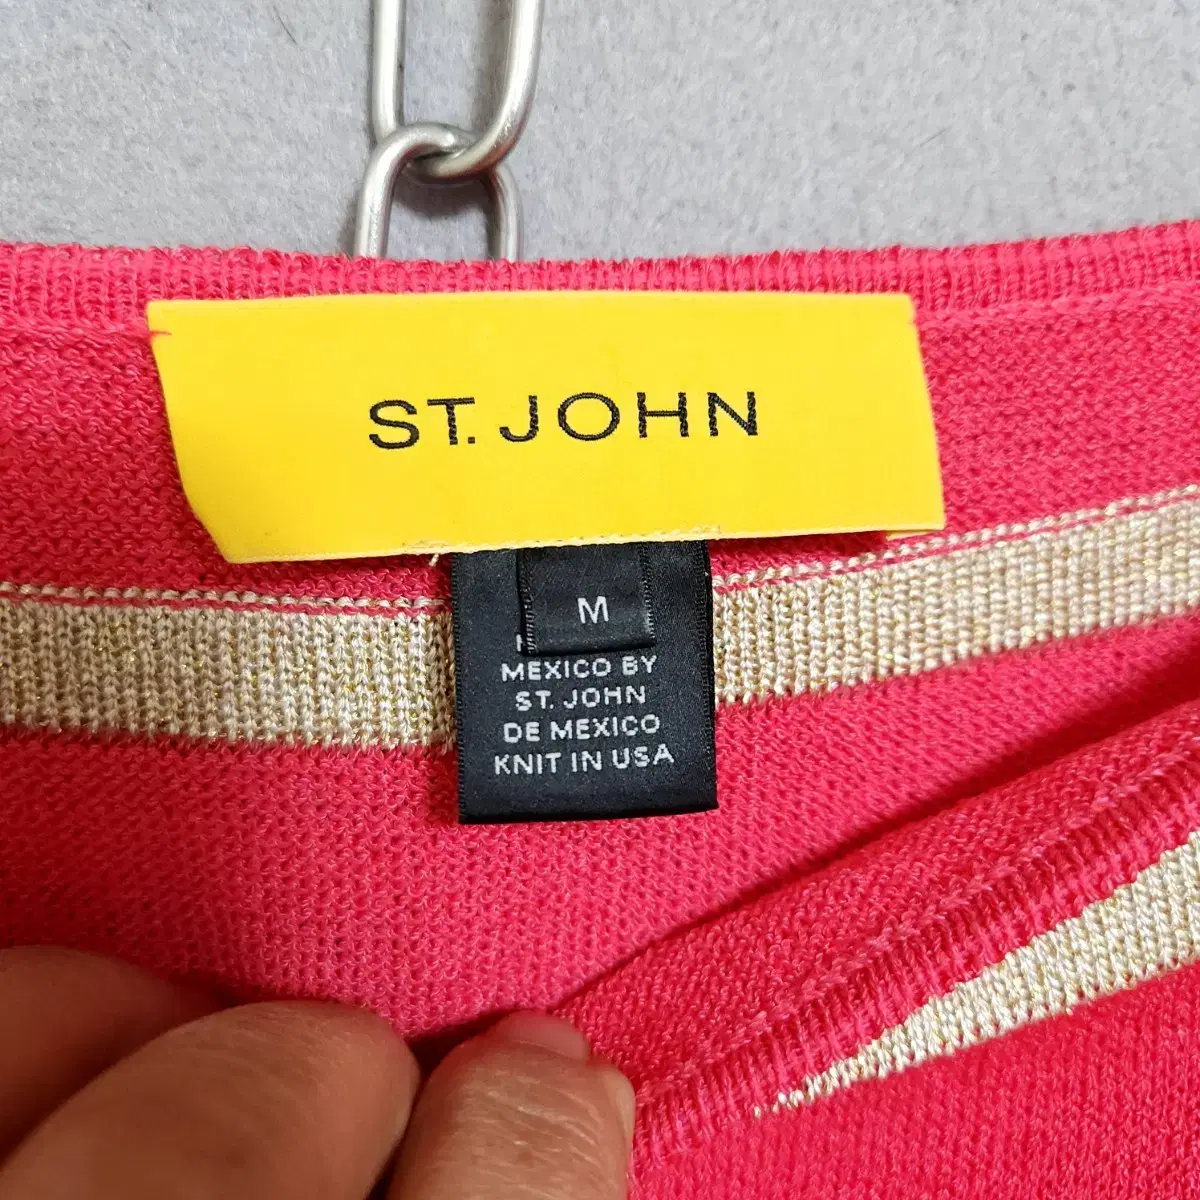 ST. JOHN
M
MEXICO BY
ST. JOHN
DE MEXICO
KNIT IN USA